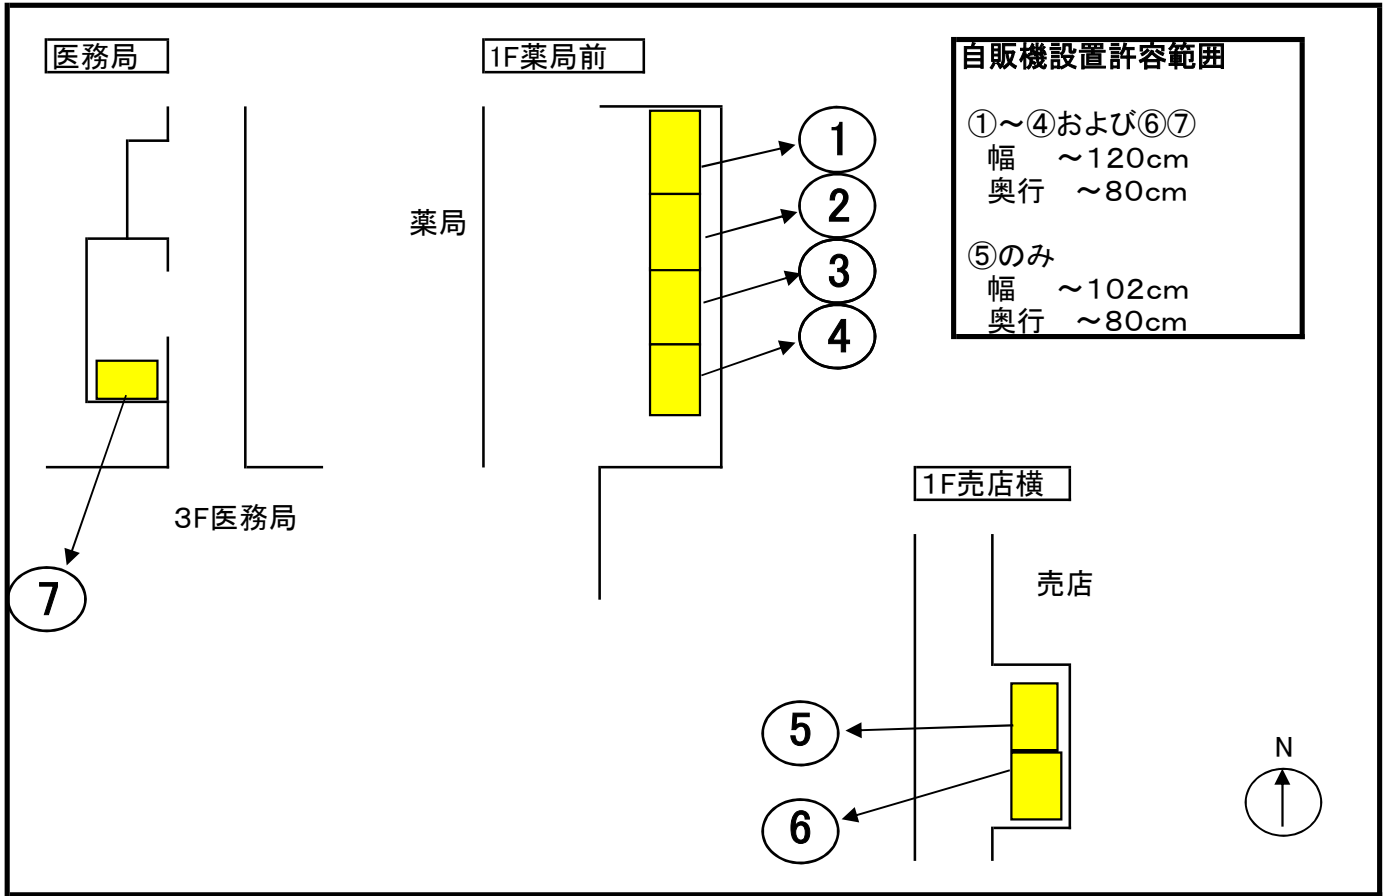 医務局
1F薬局前
自販機設置許容範囲
①～④および⑥⑦
幅　～120cm
奥行　～80cm
⑤のみ
幅　～102cm
奥行　～80cm
薬局
1
2
3
4
3F医務局
7
1F売店横
売店
5
6
N